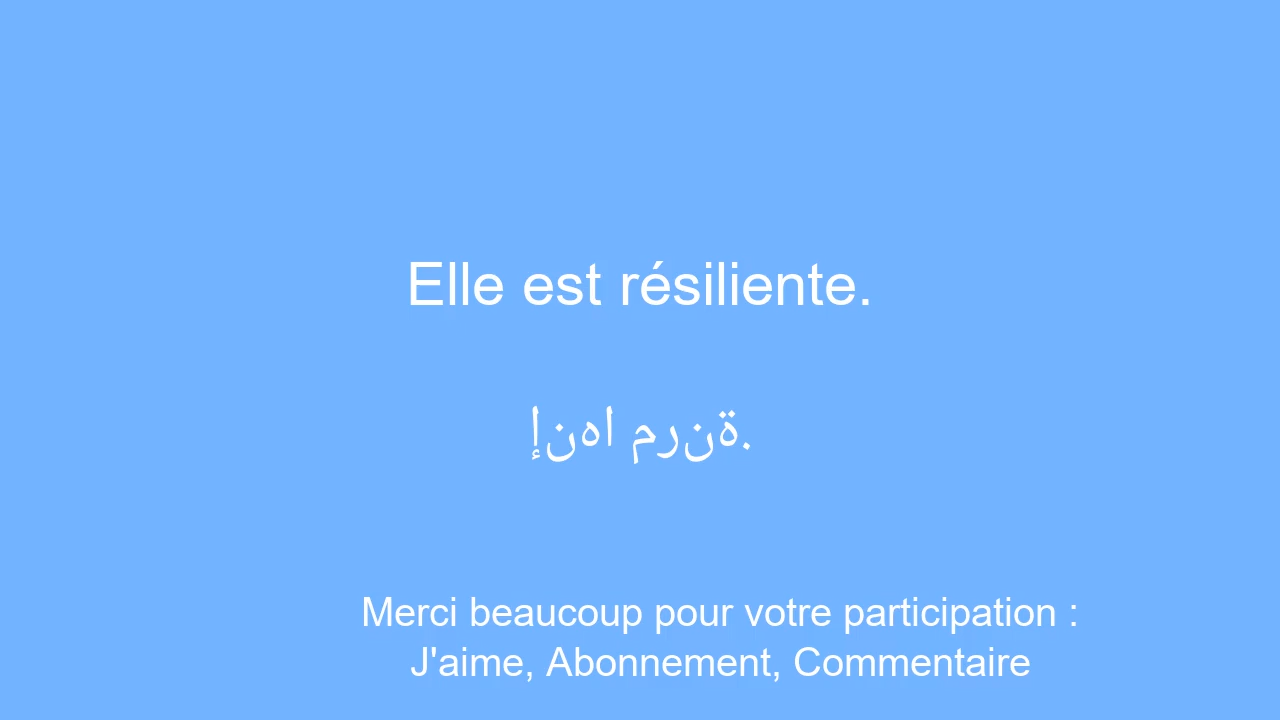 Elle est résiliente.
إنها مرنة.
Merci beaucoup pour votre participation :
J'aime, Abonnement, Commentaire